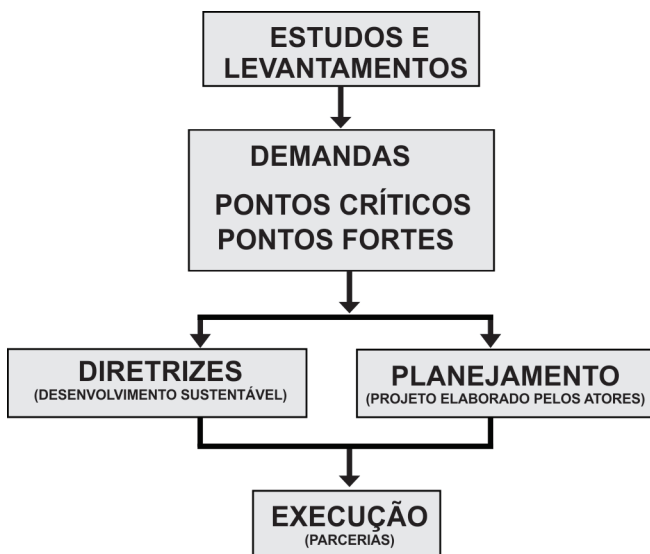 ESTUDOS E
LEVANTAMENTOS
DEMANDAS
PONTOS CRÍTICOS
PONTOS FORTES
DIRETRIZES
(DESENVOLVIMENTO SUSTENTÁVEL)
PLANEJAMENTO
(PROJETO ELABORADO PELOS ATORES)
EXECUÇÃO
(PARCERIAS)